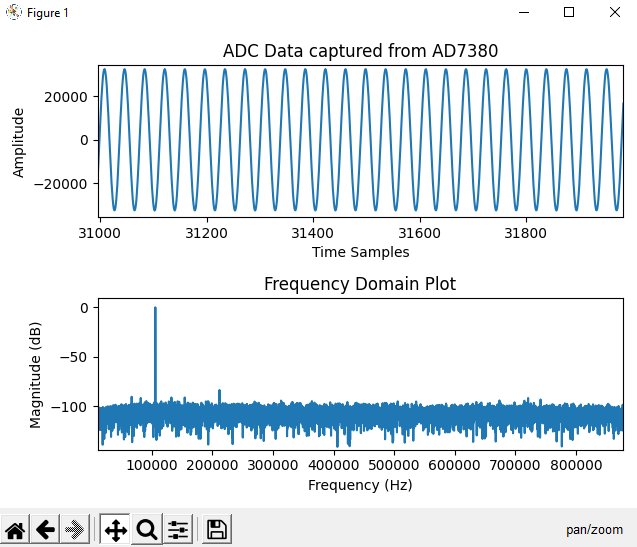 Figure 1
ADC Data captured from AD7380
Amplitude
20000
0
−20000
31000 31200 31400 31600 31800
Time Samples
Frequency Domain Plot
Magnitude (dB)
0
−50
−100
100000 200000 300000 400000 500000 600000 700000 800000
Frequency (Hz)
pan/zoom